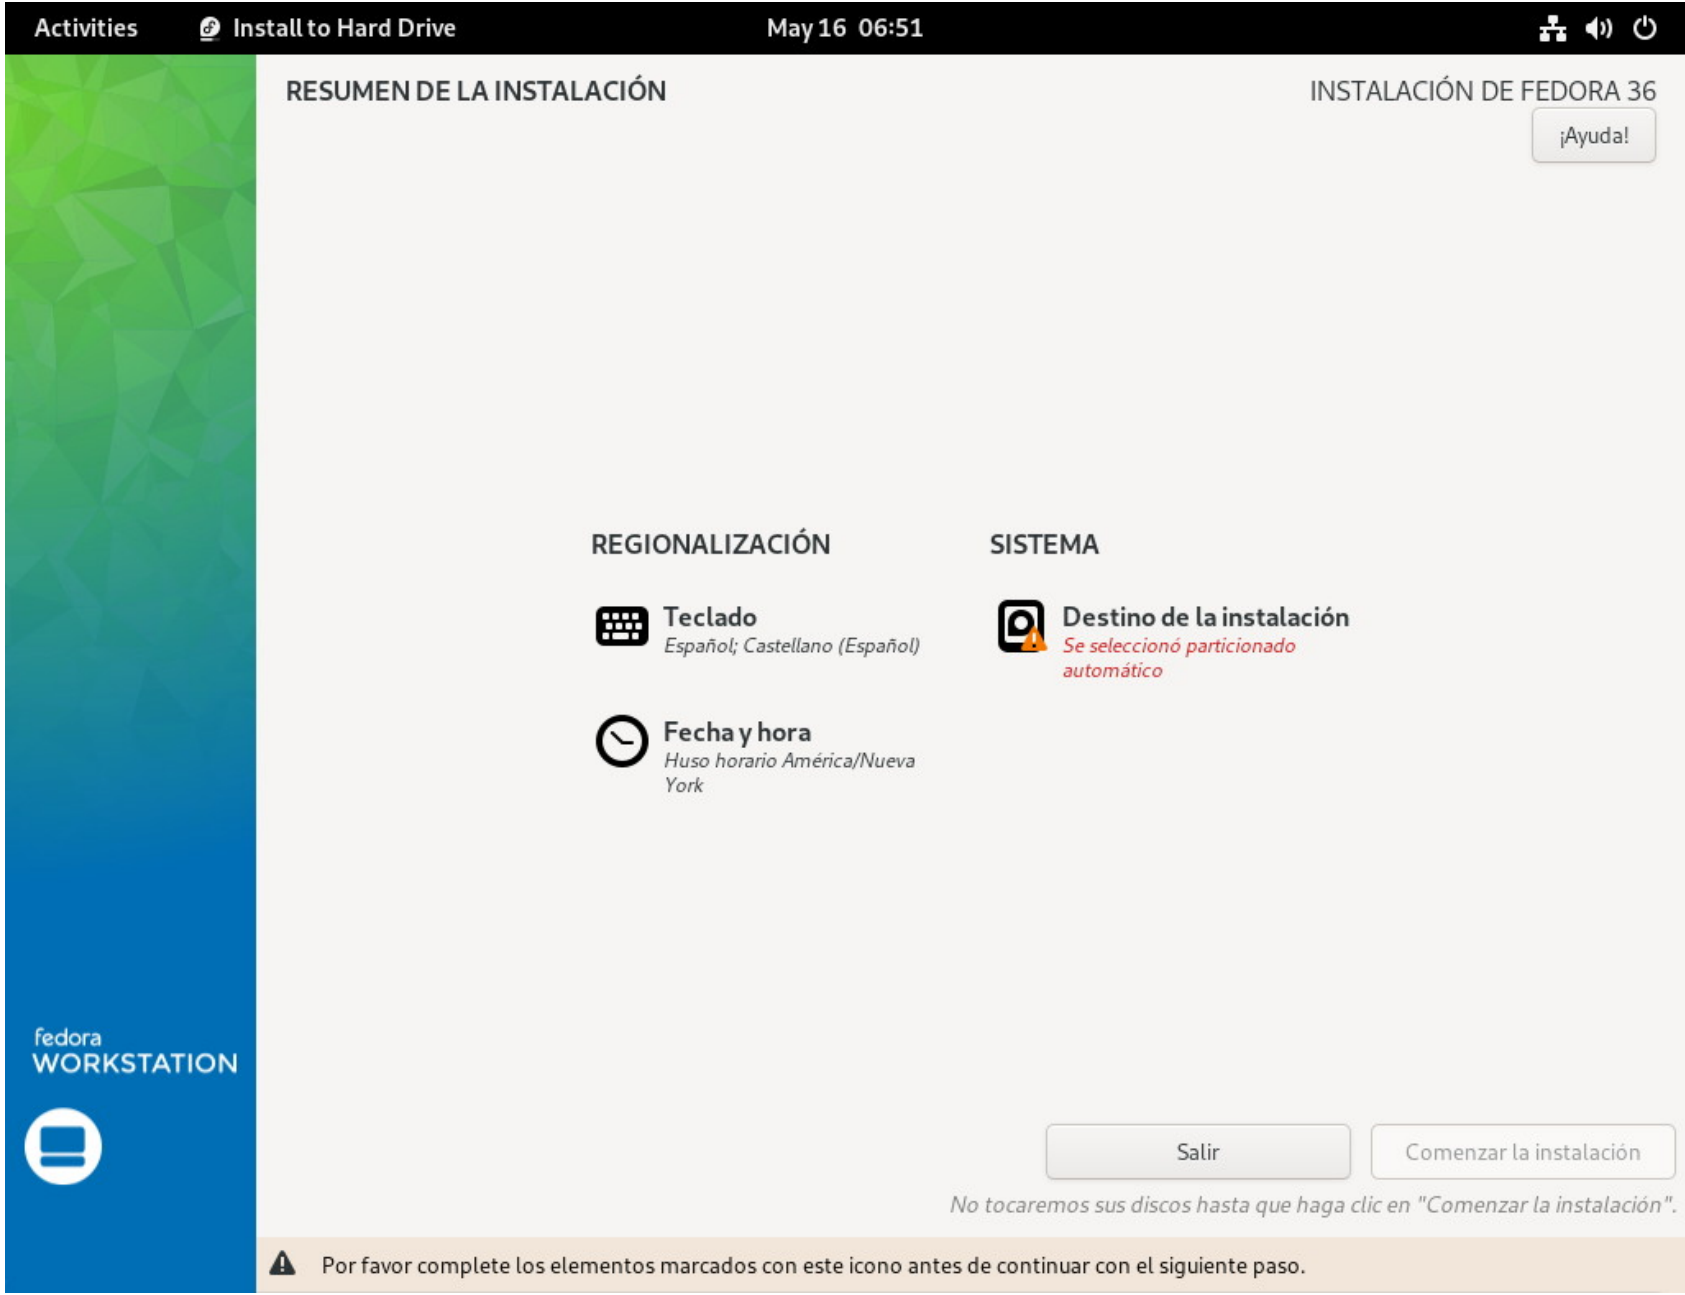 Activities Install to Hard Drive May 16 06:51
RESUMEN DE LA INSTALACIÓN
INSTALACIÓN DE FEDORA 36
¡Ayuda!
REGIONALIZACIÓN
Teclado
Español; Castellano (Español)
Fecha y hora
Huso horario América/Nueva
York
SISTEMA
Destino de la instalación
Se seleccionó particionado
automático
fedora
WORKSTATION
Salir
Comenzar la instalación
No tocaremos sus discos hasta que haga clic en "Comenzar la instalación".
Por favor complete los elementos marcados con este icono antes de continuar con el siguiente paso.